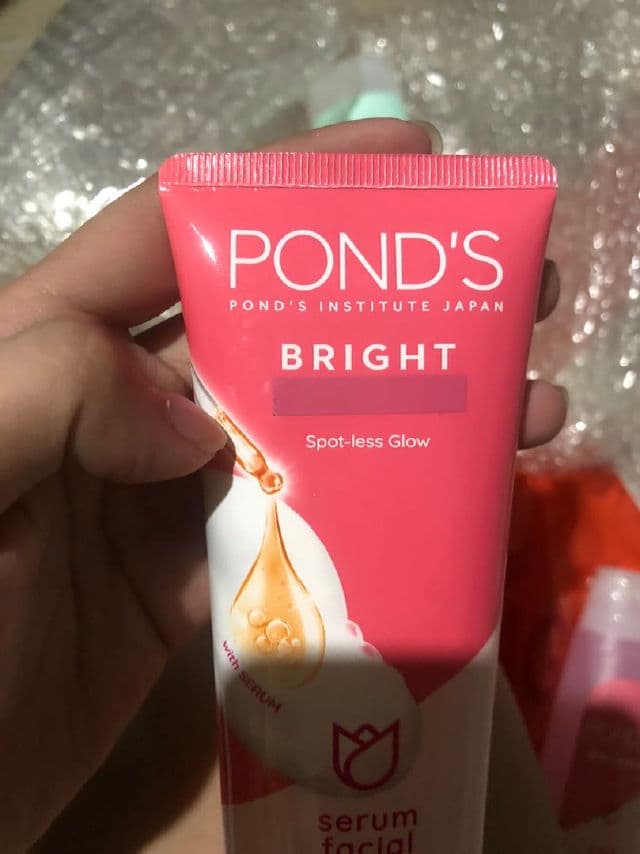 POND'S
POND'S INSTITUTE JAPAN
BRIGHT
Spot-less Glow
with SERUM
serum
facial